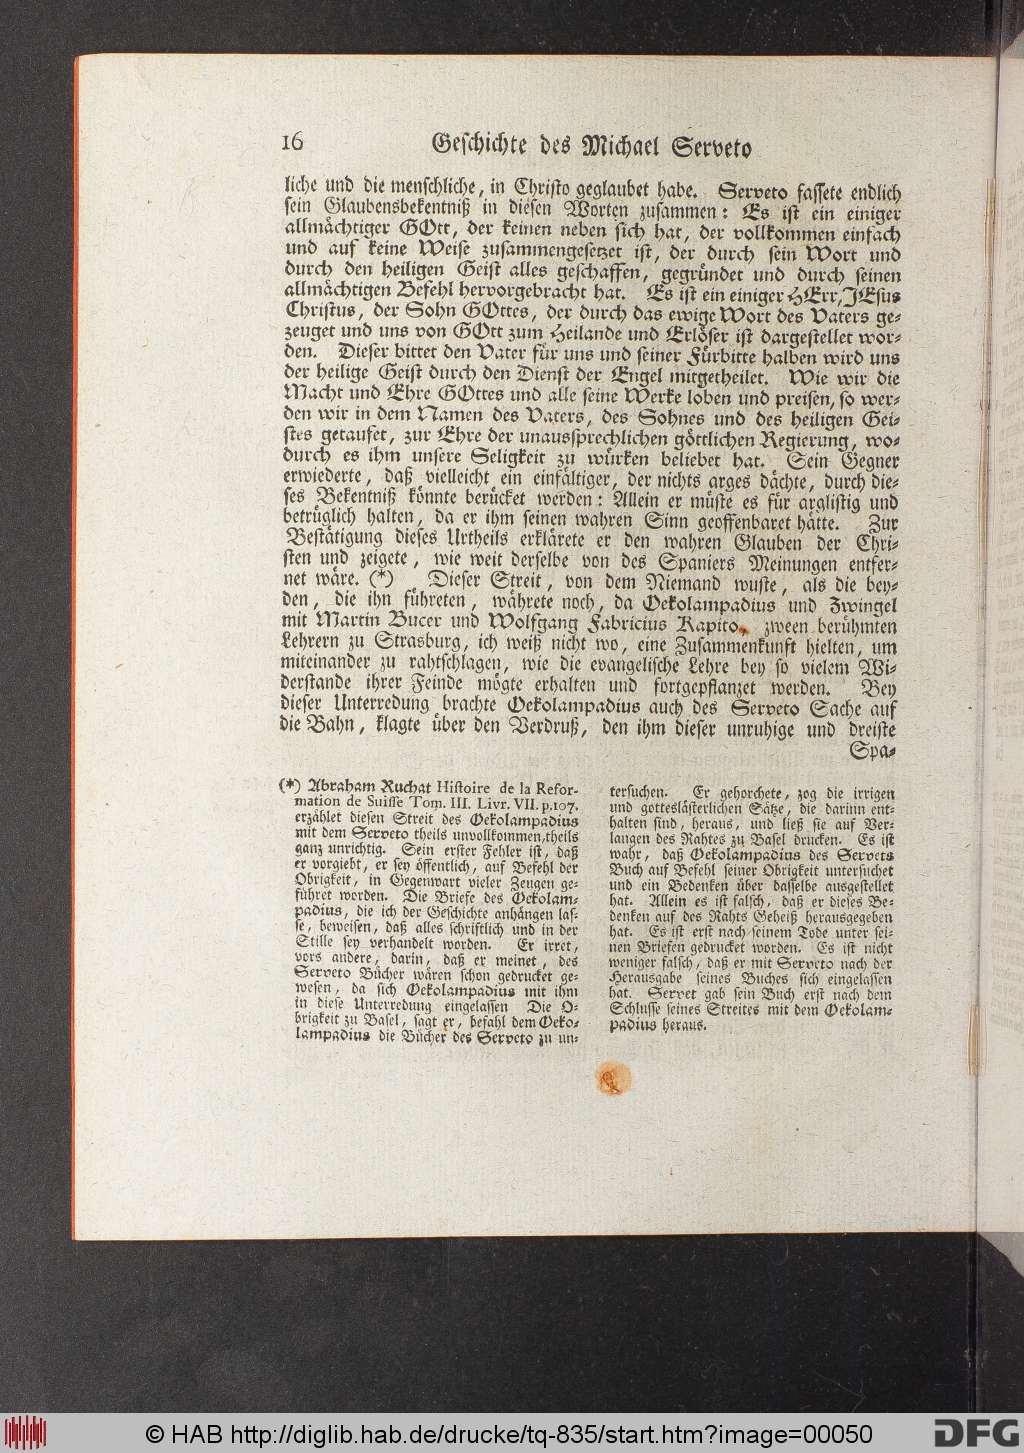 16 Geschichte des Michael Serveto
liche und die menschliche, in Christo geglaubet habe. Serveto fassete endlich
sein Glaubensbekentniß in diesen Worten zusammen: Es ist ein einiger
allmächtiger GOtt, der keinen neben sich hat, der vollkommen einfach
und auf keine Weise zusammengesetzet ist, der durch sein Wort und
durch den heiligen Geist alles geschaffen, gegründet und durch seinen
allmächtigen Befehl hervorgebracht hat. Es ist ein einiger HErr, JEsus
Christus, der Sohn GOttes, der durch das ewige Wort des Vaters ge-
zeuget und uns von GOtt zum Heilande und Erlöser ist dargestellet wor-
den. Dieser bittet den Vater für uns und seiner Fürbitte halben wird uns
der heilige Geist durch den Dienst der Engel mitgetheilet. Wie wir die
Macht und Ehre GOttes und alle seine Werke loben und preisen, so wer-
den wir in dem Namen des Vaters, des Sohnes und des heiligen Gei-
stes getaufet, zur Ehre der unaussprechlichen göttlichen Regierung, wo-
durch es ihm unsere Seligkeit zu würken beliebet hat. Sein Gegner
erwiederte, daß vielleicht ein einfältiger, der nichts arges dächte, durch die-
ses Bekentniß könnte berücket werden: Allein er müste es für arglistig und
betrüglich halten, da er ihm seinen wahren Sinn geoffenbaret hätte. Zur
Bestätigung dieses Urtheils erklärete er den wahren Glauben der Chri-
sten und zeigete, wie weit derselbe von des Spaniers Meinungen entfer-
net wäre. (*) Dieser Streit, von dem Niemand wuste, als die bey-
den, die ihn führeten, währete noch, da Oekolampadius und Zwingel
mit Martin Bucer und Wolfgang Fabricius Kapito, zween berühmten
Lehrern zu Strasburg, ich weiß nicht wo, eine Zusammenkunft hielten, um
miteinander zu rahtschlagen, wie die evangelische Lehre bey so vielem Wi-
derstande ihrer Feinde mögte erhalten und fortgepflanzet werden. Bey
dieser Unterredung brachte Oekolampadius auch des Serveto Sache auf
die Bahn, klagte über den Verdruß, den ihm dieser unruhige und dreiste
Spa-
(*) Abraham Ruchat Histoire de la Refor-
mation de Suisse Tom. III. Livr. VII. p. 107.
erzählet diesen Streit des Oekolampadius
mit dem Serveto theils unvollkommen, theils
ganz unrichtig. Sein erster Fehler ist, daß
er vorgiebt, er sey öffentlich, auf Befehl der
Obrigkeit, in Gegenwart vieler Zeugen ge-
führet worden. Die Briefe des Oekolam-
padius, die ich der Geschichte anhängen las-
se, beweisen, daß alles schriftlich und in der
Stille sey verhandelt worden. Er irret,
vors andere, darin, daß er meinet, des
Serveto Bücher wären schon gedrucket ge-
wesen, da sich Oekolampadius mit ihm
in diese Unterredung eingelassen Die O-
brigkeit zu Basel, sagt er, befahl dem Oeko-
lampadius die Bücher des Serveto zu un-
tersuchen. Er gehorchete, zog die irrigen
und gotteslästerlichen Sätze, die darinn ent-
halten sind, heraus, und ließ sie auf Ver-
langen des Rahtes zu Basel drucken. Es ist
wahr, daß Oekolampadius des Servets
Buch auf Befehl seiner Obrigkeit untersuchet
und ein Bedenken über dasselbe ausgestellet
hat. Allein es ist falsch, daß er dieses Be-
denken auf des Rahts Geheiß herausgegeben
hat. Es ist erst nach seinem Tode unter sei-
nen Briefen gedrucket worden. Es ist nicht
weniger falsch, daß er mit Serveto nach der
Herausgabe seines Buches sich eingelassen
hat. Servet gab sein Buch erst nach dem
Schlusse seines Streites mit dem Oekolam-
padius heraus.
© HAB http://diglib.hab.de/drucke/tq-835/start.htm?image=00050
DFG